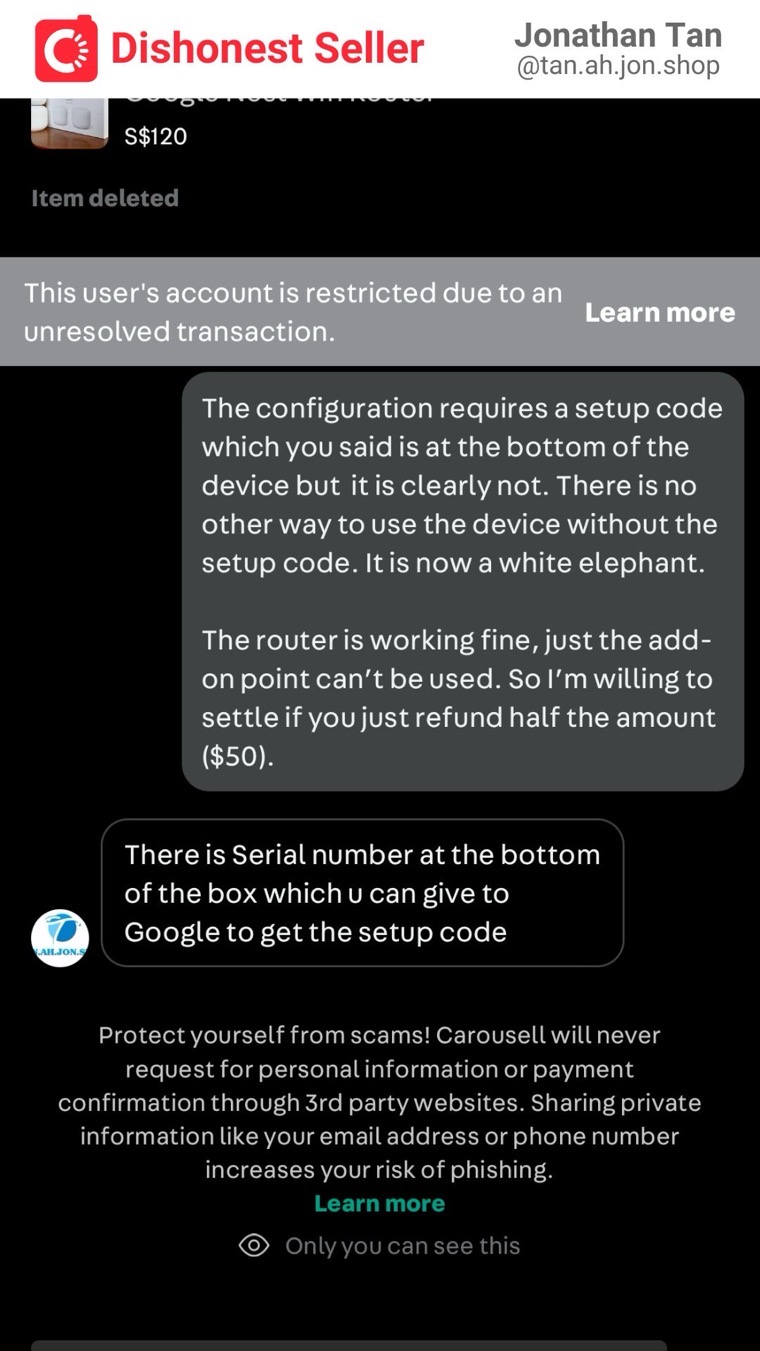 Dishonest Seller
Jonathan Tan
@tan.ah.jon.shop
S$120
Item deleted
This user's account is restricted due to an
unresolved transaction.
Learn more
The configuration requires a setup code
which you said is at the bottom of the
device but it is clearly not. There is no
other way to use the device without the
setup code. It is now a white elephant.
The router is working fine, just the add-
on point can’t be used. So I’m willing to
settle if you just refund half the amount
($50).
There is Serial number at the bottom
of the box which u can give to
Google to get the setup code
.AH.JON.S
Protect yourself from scams! Carousell will never
request for personal information or payment
confirmation through 3rd party websites. Sharing private
information like your email address or phone number
increases your risk of phishing.
Learn more
Only you can see this